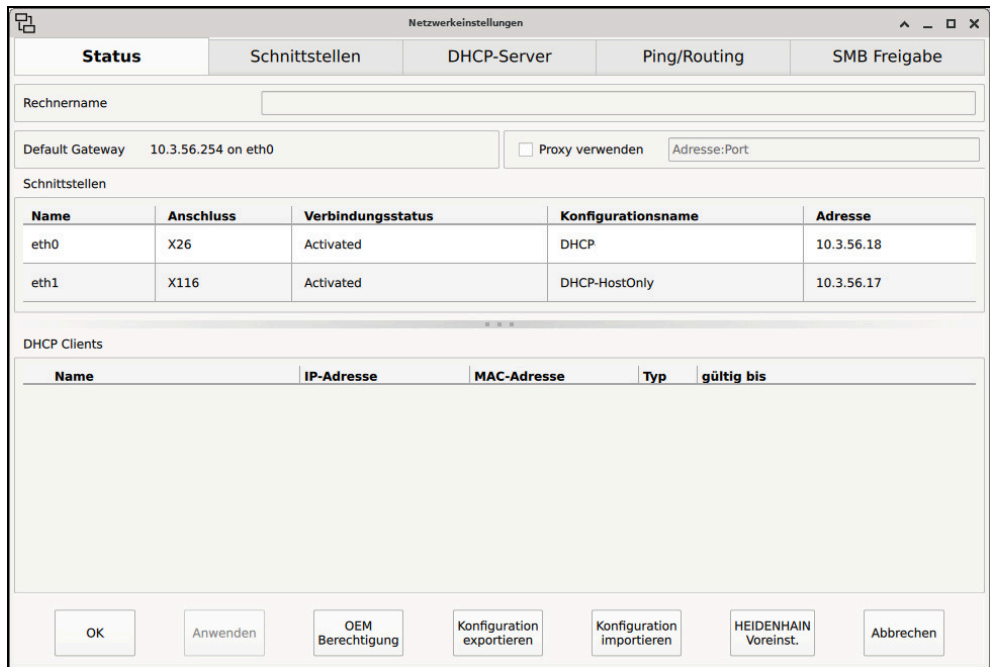 Netzwerkeinstellungen
Status Schnittstellen DHCP-Server Ping/Routing SMB Freigabe
Rechnername
Default Gateway 10.3.56.254 on eth0 Proxy verwenden Adresse:Port
Schnittstellen
Name Anschluss Verbindungsstatus Konfigurationsname Adresse
eth0 X26 Activated DHCP 10.3.56.18
eth1 X116 Activated DHCP-HostOnly 10.3.56.17
DHCP Clients
Name IP-Adresse MAC-Adresse Typ gültig bis
OK Anwenden OEM Berechtigung Konfiguration exportieren Konfiguration importieren HEIDENHAIN Voreinst. Abbrechen